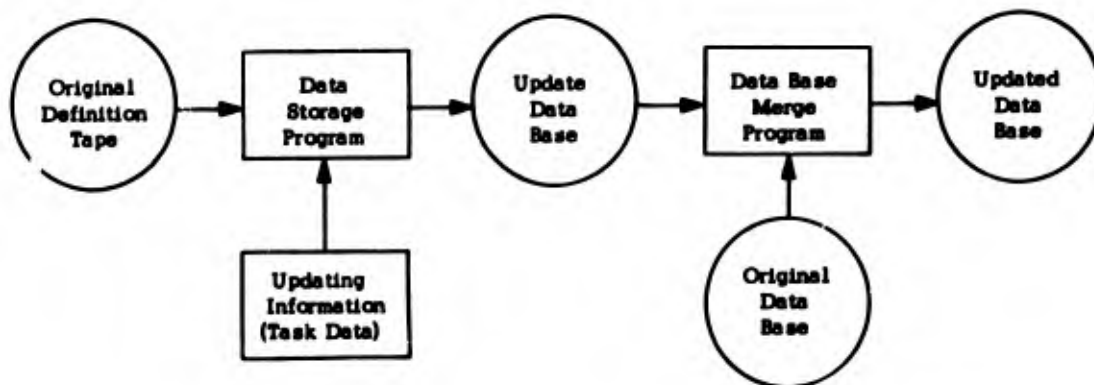 Original
Definition
Tape
Data
Storage
Program
Update
Data
Base
Data Base
Merge
Program
Updated
Data
Base
Updating
Information
(Task Data)
Original
Data
Base